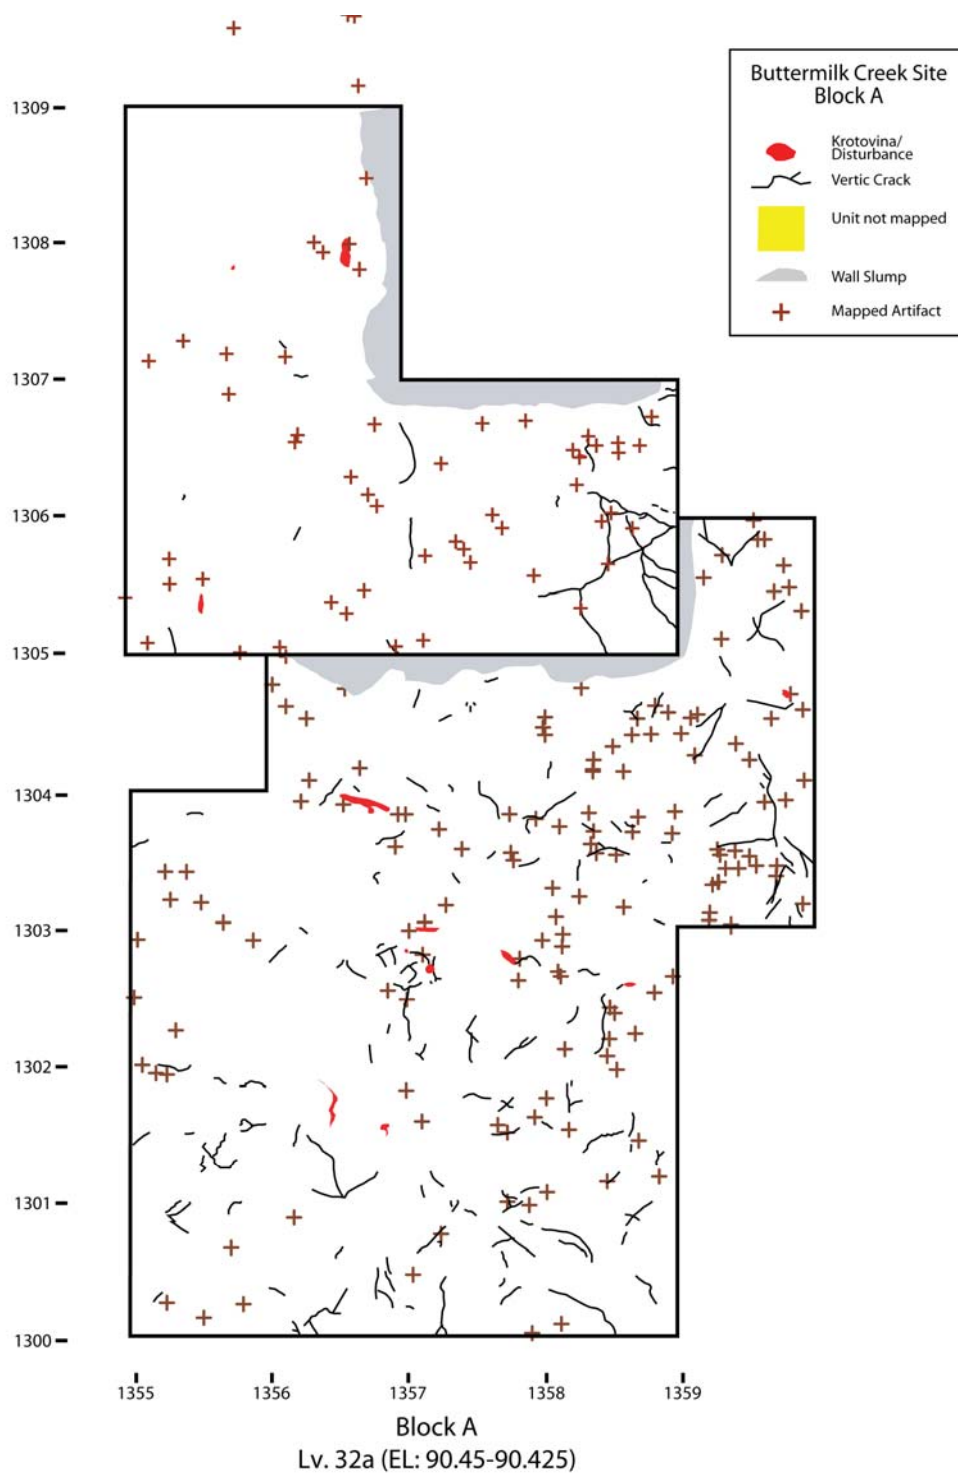 Buttermilk Creek Site
Block A
Krotovina/
Disturbance
Vertic Crack
Unit not mapped
Wall Slump
Mapped Artifact
1309
1308
1307
1306
1305
1304
1303
1302
1301
1300
1355 1356 1357 1358 1359
Block A
Lv. 32a (EL: 90.45-90.425)